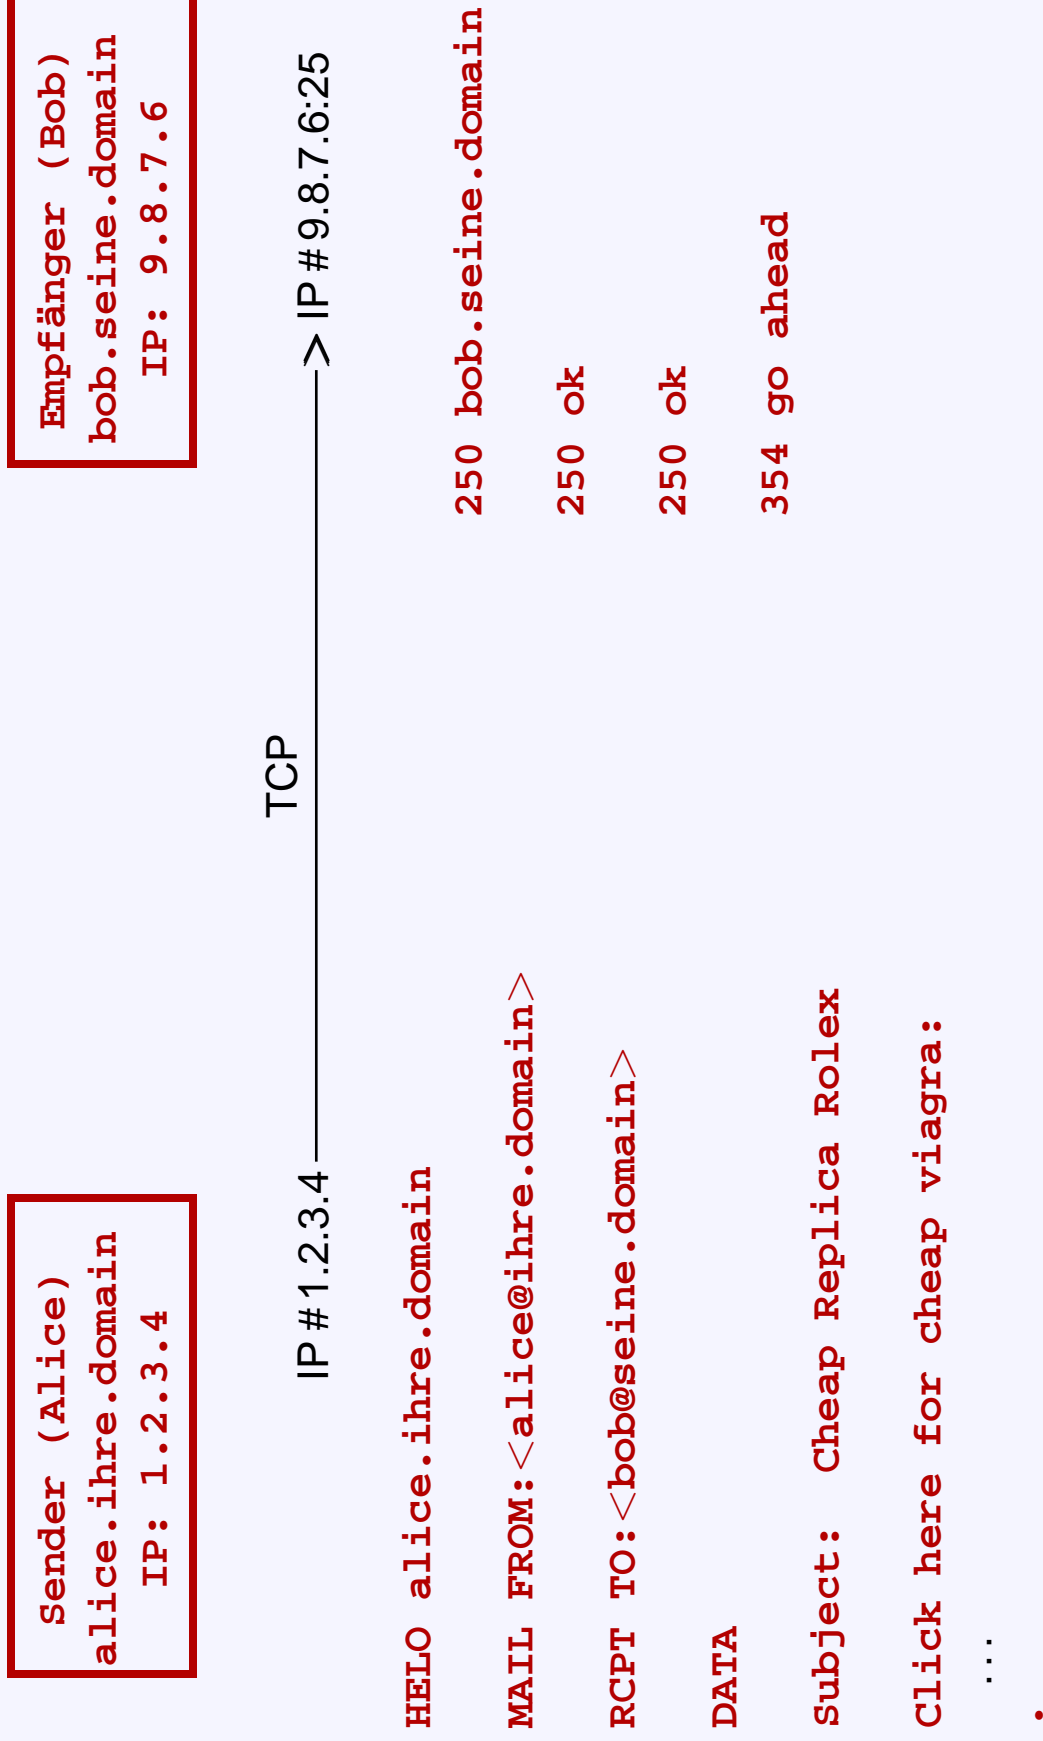 Sender (Alice)
alice.ihre.domain
IP: 1.2.3.4
Empfänger (Bob)
bob.seine.domain
IP: 9.8.7.6
TCP
IP # 1.2.3.4 > IP # 9.8.7.6:25
HELO alice.ihre.domain
250 bob.seine.domain
MAIL FROM:<alice@ihre.domain>
250 ok
RCPT TO:<bob@seine.domain>
250 ok
DATA
354 go ahead
Subject: Cheap Replica Rolex
Click here for cheap viagra:
...
.